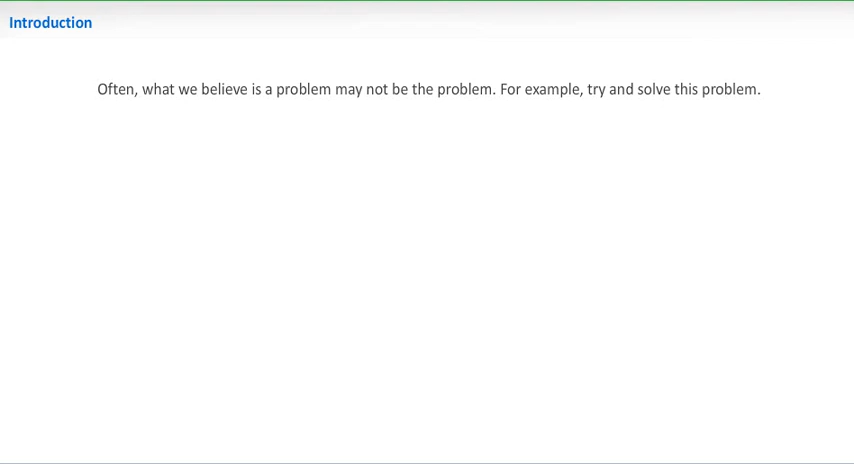 Introduction
Often, what we believe is a problem may not be the problem. For example, try and solve this problem.